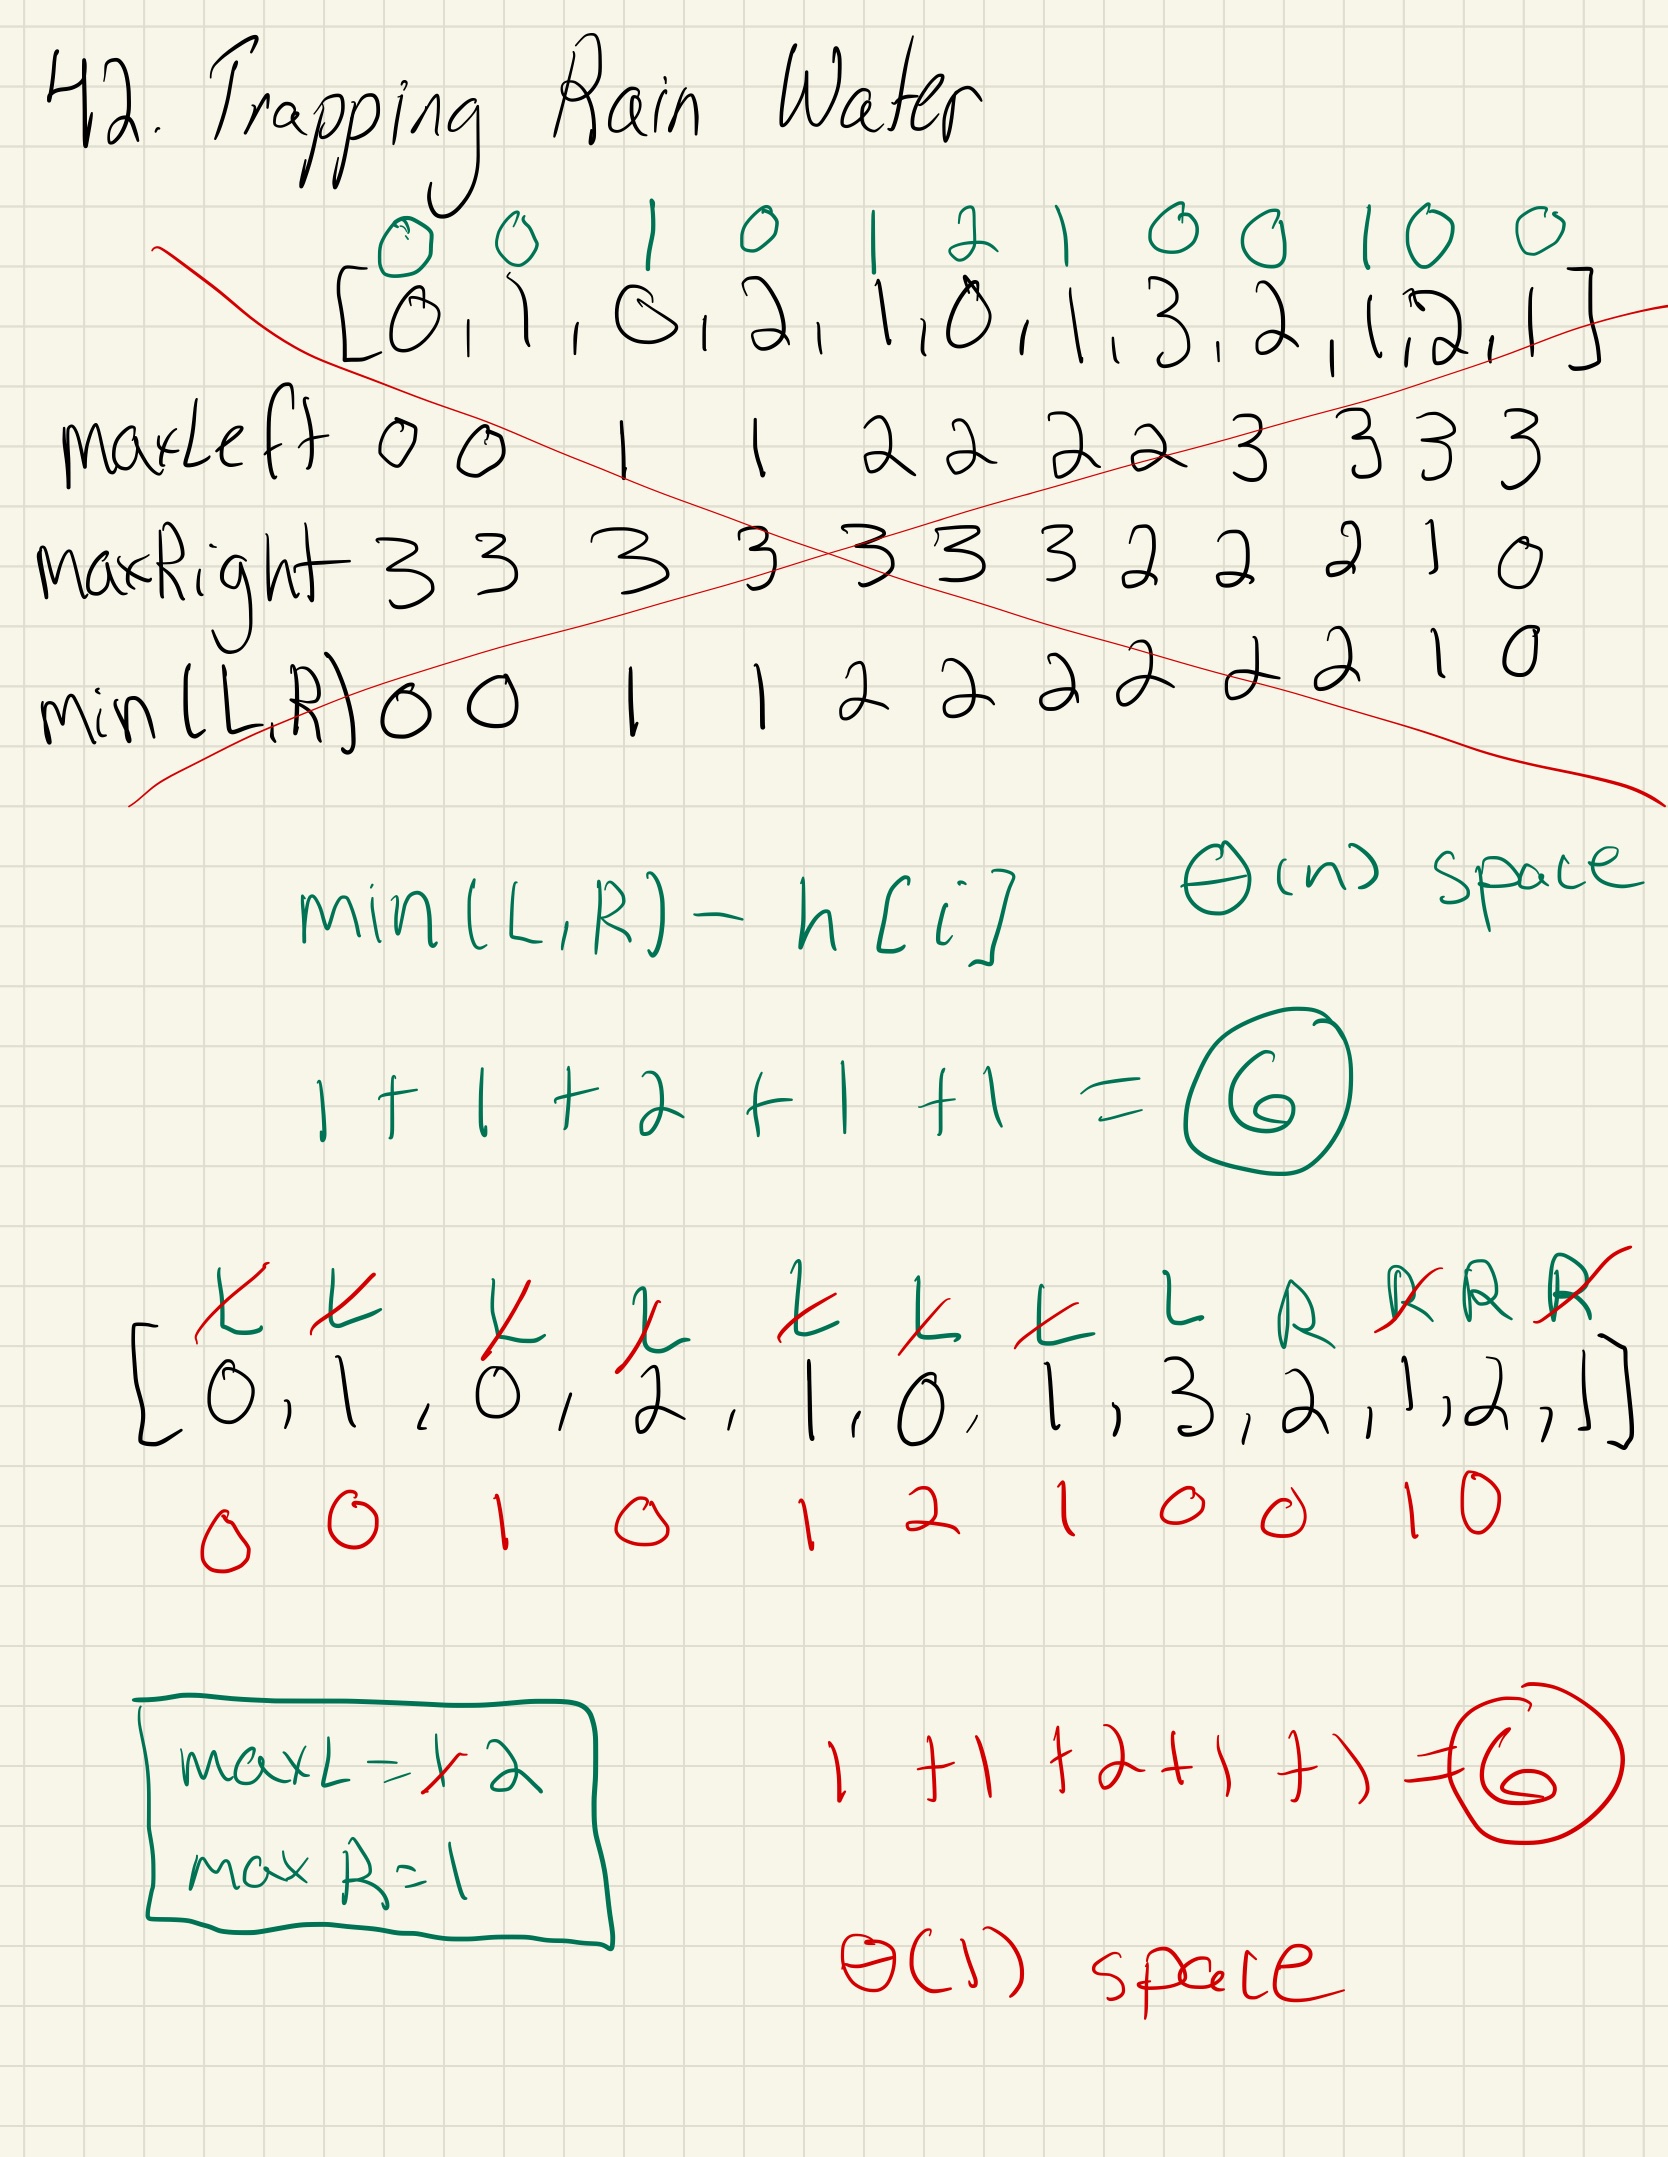 42. Trapping Rain Water
0 0 1 0 1 2 1 0 0 1 0 0
[0, 1, 0, 2, 1, 0, 1, 3, 2, 1, 2, 1]
maxLeft 0 0 1 1 2 2 2 2 3 3 3 3
maxRight 3 3 3 3 3 3 3 2 2 2 1 0
min(L,R) 0 0 1 1 2 2 2 2 2 2 1 0
Θ(n) space
min(L,R) - h[i]
1 + 1 + 2 + 1 + 1 = 6
L L L L L L L L R R R R
[0, 1, 0, 2, 1, 0, 1, 3, 2, 1, 2, 1]
0 0 1 0 1 2 1 0 0 1 0
maxL = 1 2
maxR = 1
1 + 1 + 2 + 1 + 1 = 6
Θ(1) space